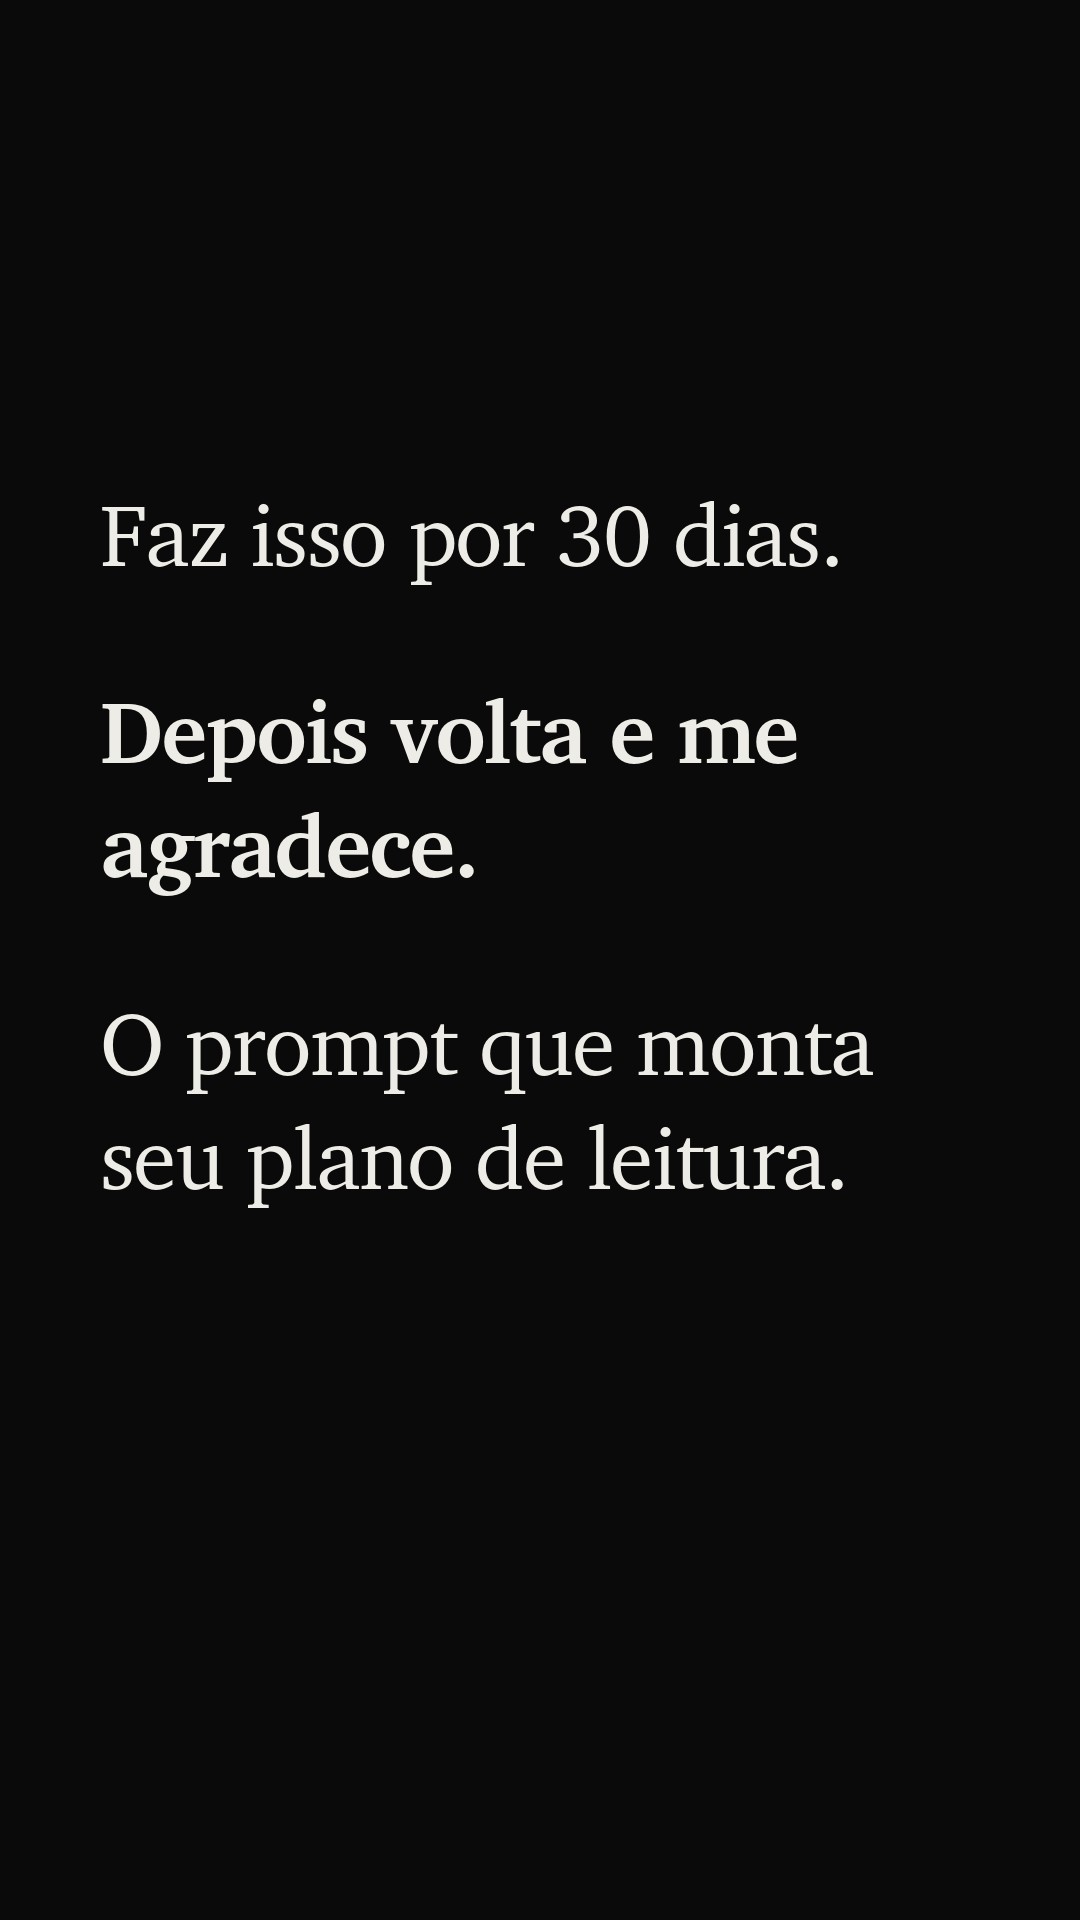 Faz isso por 30 dias.
Depois volta e me
agradece.
O prompt que monta
seu plano de leitura.